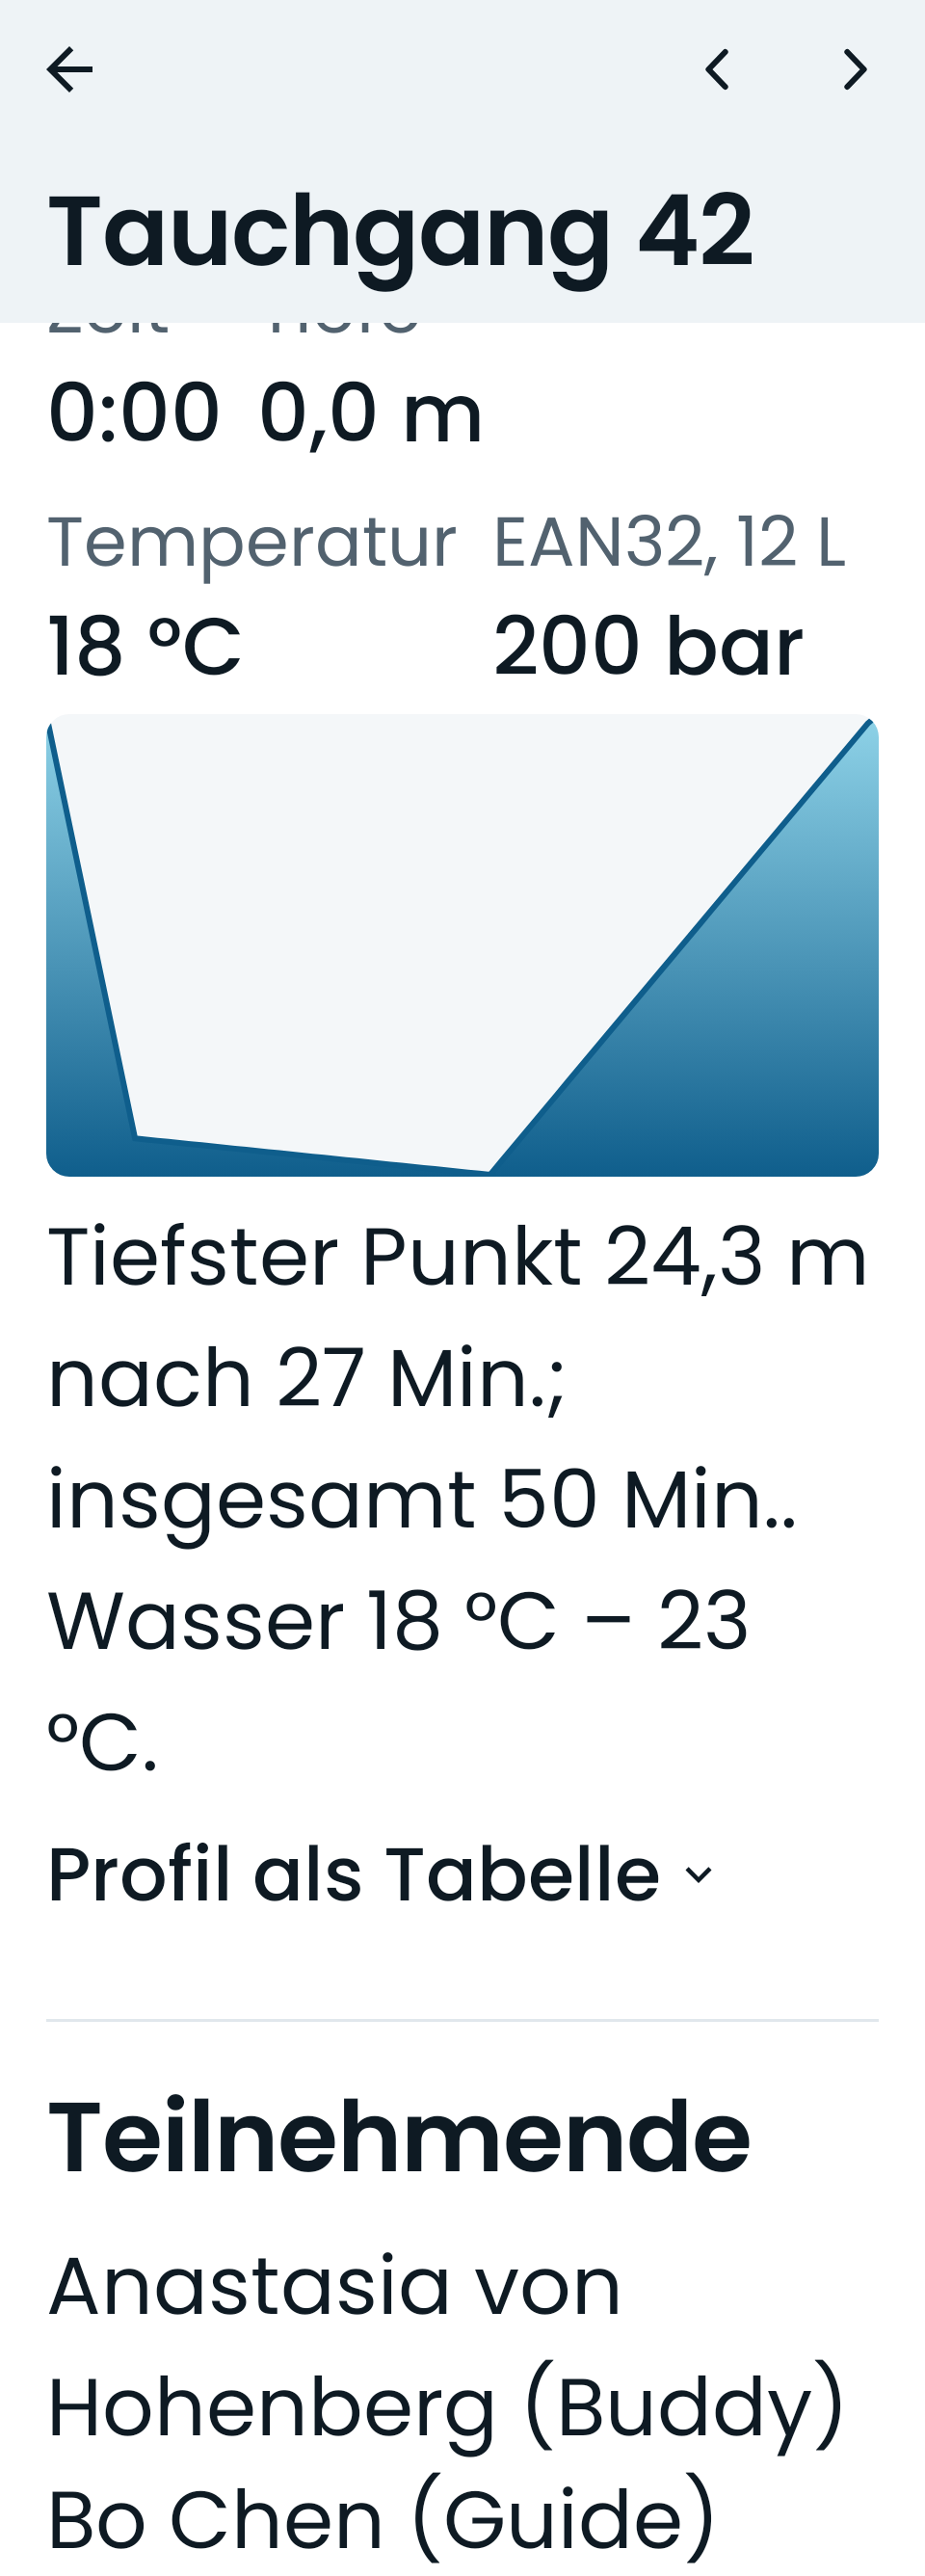 Tauchgang 42
0:00 0,0 m
Temperatur EAN32, 12 L
18 °C 200 bar
Tiefster Punkt 24,3 m
nach 27 Min.;
insgesamt 50 Min..
Wasser 18 °C – 23
°C.
Profil als Tabelle
Teilnehmende
Anastasia von
Hohenberg (Buddy)
Bo Chen (Guide)